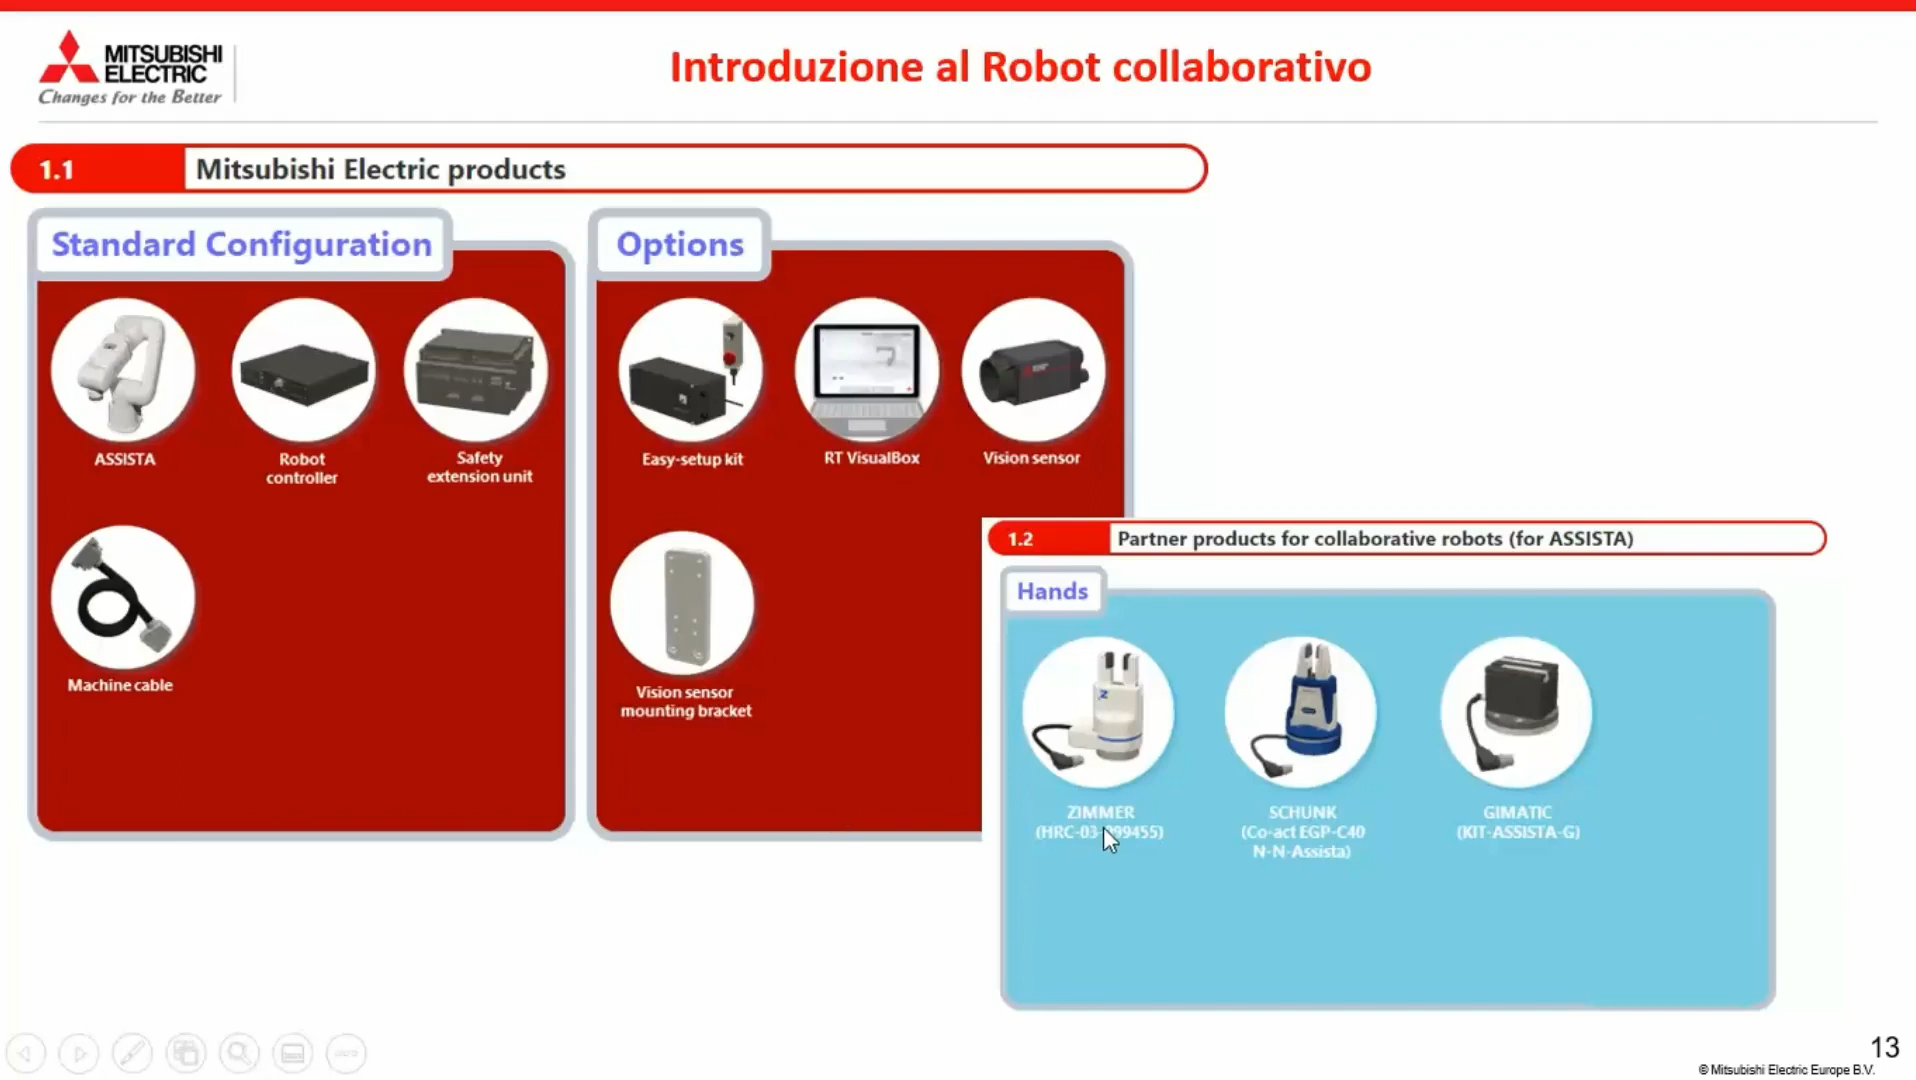 MITSUBISHI
ELECTRIC
Changes for the Better
Introduzione al Robot collaborativo
1.1
Mitsubishi Electric products
Standard Configuration
ASSISTA
Robot
controller
Safety
extension unit
Machine cable
Options
Easy-setup kit
RT VisualBox
Vision sensor
Vision sensor
mounting bracket
1.2
Partner products for collaborative robots (for ASSISTA)
Hands
ZIMMER
(HRC-03-099455)
SCHUNK
(Co-act EGP-C40
N-N-Assista)
GIMATIC
(KIT-ASSISTA-G)
13
© Mitsubishi Electric Europe B.V.